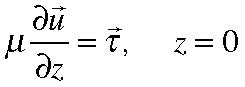 μ ∂u⃗/∂z = τ⃗, z = 0